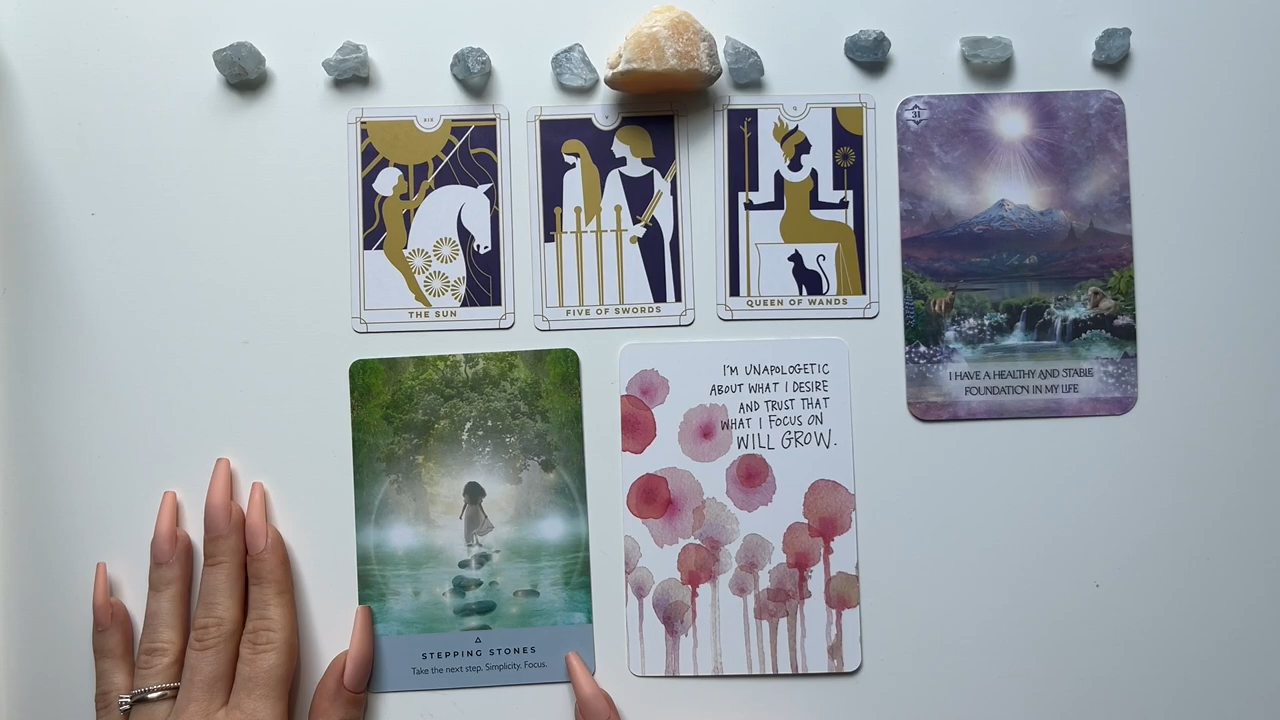 XIX
THE SUN
V
FIVE OF SWORDS
Q
QUEEN OF WANDS
31
I HAVE A HEALTHY AND STABLE
FOUNDATION IN MY LIFE
STEPPING STONES
Take the next step. Simplicity. Focus.
I'M UNAPOLOGETIC
ABOUT WHAT I DESIRE
AND TRUST THAT
WHAT I FOCUS ON
WILL GROW.